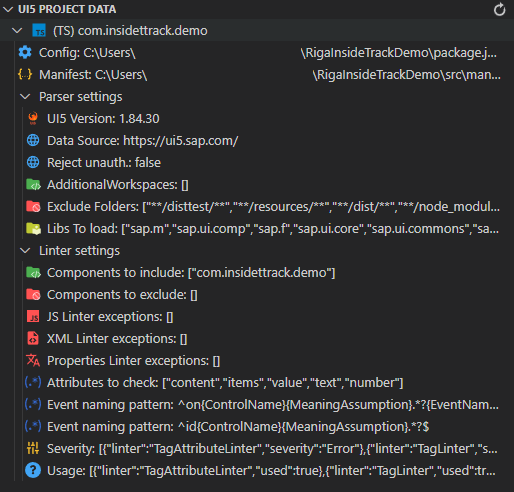 UI5 PROJECT DATA
TS (TS) com.insidettrack.demo
Config: C:\Users\ \RigaInsideTrackDemo\package.j...
Manifest: C:\Users\ \RigaInsideTrackDemo\src\man...
Parser settings
UI5 Version: 1.84.30
Data Source: https://ui5.sap.com/
Reject unauth.: false
AdditionalWorkspaces: []
Exclude Folders: ["**/disttest/**","**/resources/**","**/dist/**","**/node_modul...
Libs To load: ["sap.m","sap.ui.comp","sap.f","sap.ui.core","sap.ui.commons","sa...
Linter settings
Components to include: ["com.insidettrack.demo"]
Components to exclude: []
JS Linter exceptions: []
XML Linter exceptions: []
Properties Linter exceptions: []
(.*) Attributes to check: ["content","items","value","text","number"]
(.*) Event naming pattern: ^on{ControlName}{MeaningAssumption}.*?{EventNam...
(.*) Event naming pattern: ^id{ControlName}{MeaningAssumption}.*?$
Severity: [{"linter":"TagAttributeLinter","severity":"Error"},{"linter":"TagLinter","s...
Usage: [{"linter":"TagAttributeLinter","used":true},{"linter":"TagLinter","used":tr...